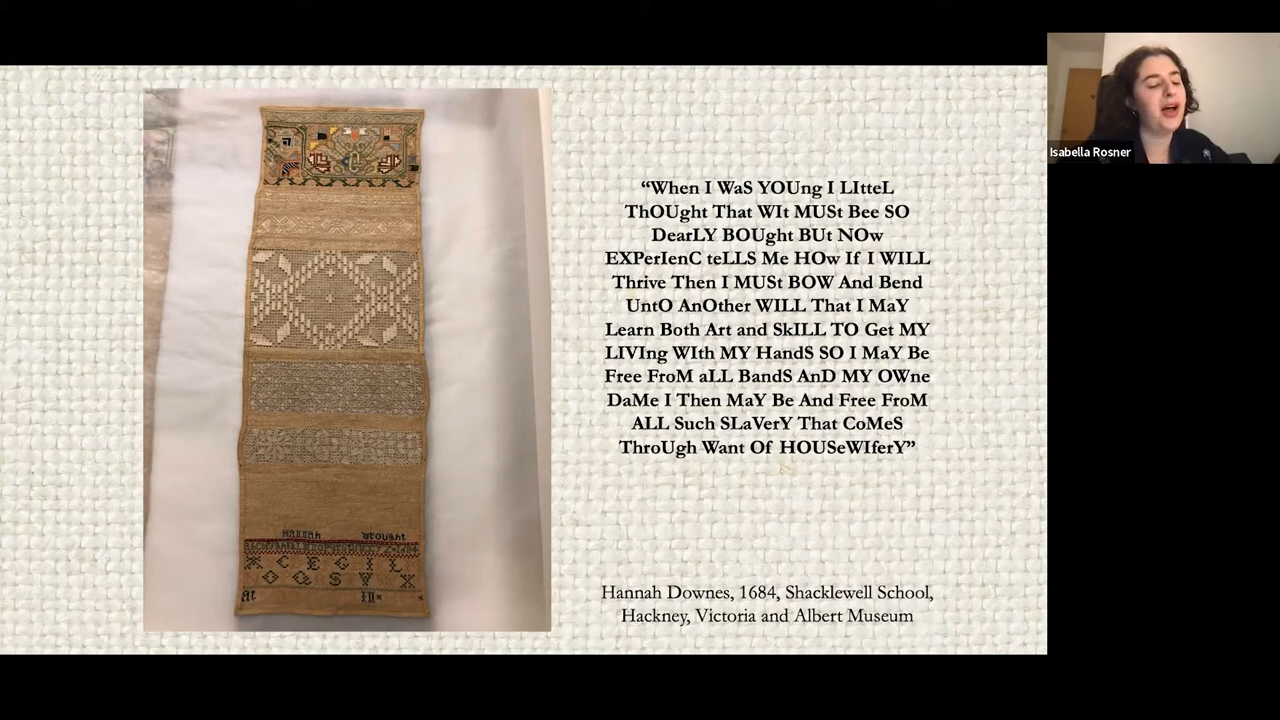 Isabella Rosner
“When I WaS YOUng I LItteL
ThOUght That WIt MUSt Bee SO
DearLY BOUght BUt NOw
EXPerIenC teLLS Me HOw If I WILL
Thrive Then I MUSt BOW And Bend
UntO AnOther WILL That I MaY
Learn Both Art and SkILL TO Get MY
LIVIng WIth MY HandS SO I MaY Be
Free FroM aLL BandS AnD MY OWne
DaMe I Then MaY Be And Free FroM
ALL Such SLaVerY That CoMeS
ThroUgh Want Of HOUSeWIferY”
Hannah Downes, 1684, Shacklewell School,
Hackney, Victoria and Albert Museum
HANNAH wrought
A C E G I L
O Q S V X
At XII